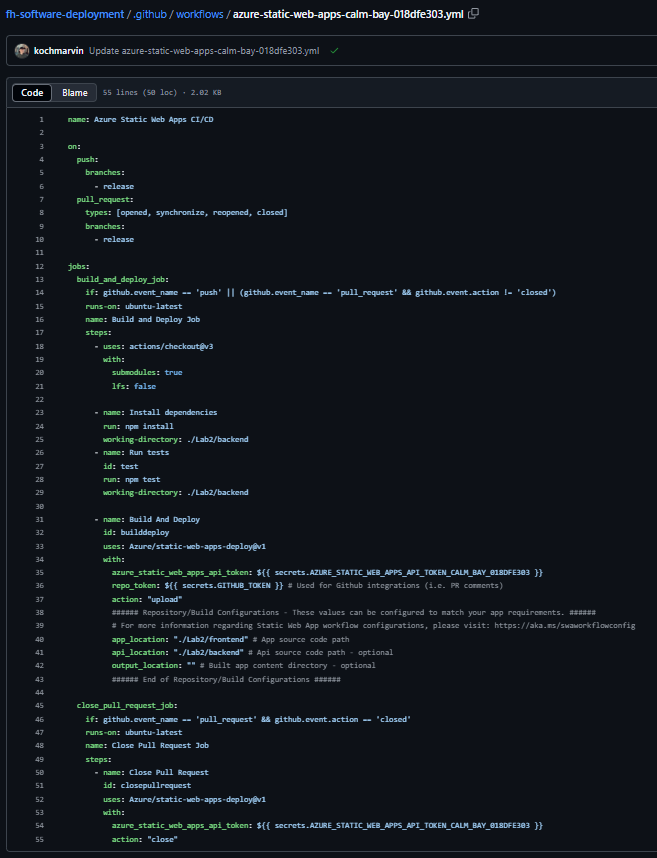 fh-software-deployment / .github / workflows / azure-static-web-apps-calm-bay-018dfe303.yml
kochmarvin Update azure-static-web-apps-calm-bay-018dfe303.yml
Code Blame 55 lines (50 loc) · 2.02 KB
1 name: Azure Static Web Apps CI/CD
2
3 on:
4 push:
5 branches:
6 - release
7 pull_request:
8 types: [opened, synchronize, reopened, closed]
9 branches:
10 - release
11
12 jobs:
13 build_and_deploy_job:
14 if: github.event_name == 'push' || (github.event_name == 'pull_request' && github.event.action != 'closed')
15 runs-on: ubuntu-latest
16 name: Build and Deploy Job
17 steps:
18 - uses: actions/checkout@v3
19 with:
20 submodules: true
21 lfs: false
22
23 - name: Install dependencies
24 run: npm install
25 working-directory: ./Lab2/backend
26 - name: Run tests
27 id: test
28 run: npm test
29 working-directory: ./Lab2/backend
30
31 - name: Build And Deploy
32 id: builddeploy
33 uses: Azure/static-web-apps-deploy@v1
34 with:
35 azure_static_web_apps_api_token: ${{ secrets.AZURE_STATIC_WEB_APPS_API_TOKEN_CALM_BAY_018DFE303 }}
36 repo_token: ${{ secrets.GITHUB_TOKEN }} # Used for Github integrations (i.e. PR comments)
37 action: "upload"
38 ###### Repository/Build Configurations - These values can be configured to match your app requirements. ######
39 # For more information regarding Static Web App workflow configurations, please visit: https://aka.ms/swaworkflowconfig
40 app_location: "./Lab2/frontend" # App source code path
41 api_location: "./Lab2/backend" # Api source code path - optional
42 output_location: "" # Built app content directory - optional
43 ###### End of Repository/Build Configurations ######
44
45 close_pull_request_job:
46 if: github.event_name == 'pull_request' && github.event.action == 'closed'
47 runs-on: ubuntu-latest
48 name: Close Pull Request Job
49 steps:
50 - name: Close Pull Request
51 id: closepullrequest
52 uses: Azure/static-web-apps-deploy@v1
53 with:
54 azure_static_web_apps_api_token: ${{ secrets.AZURE_STATIC_WEB_APPS_API_TOKEN_CALM_BAY_018DFE303 }}
55 action: "close"